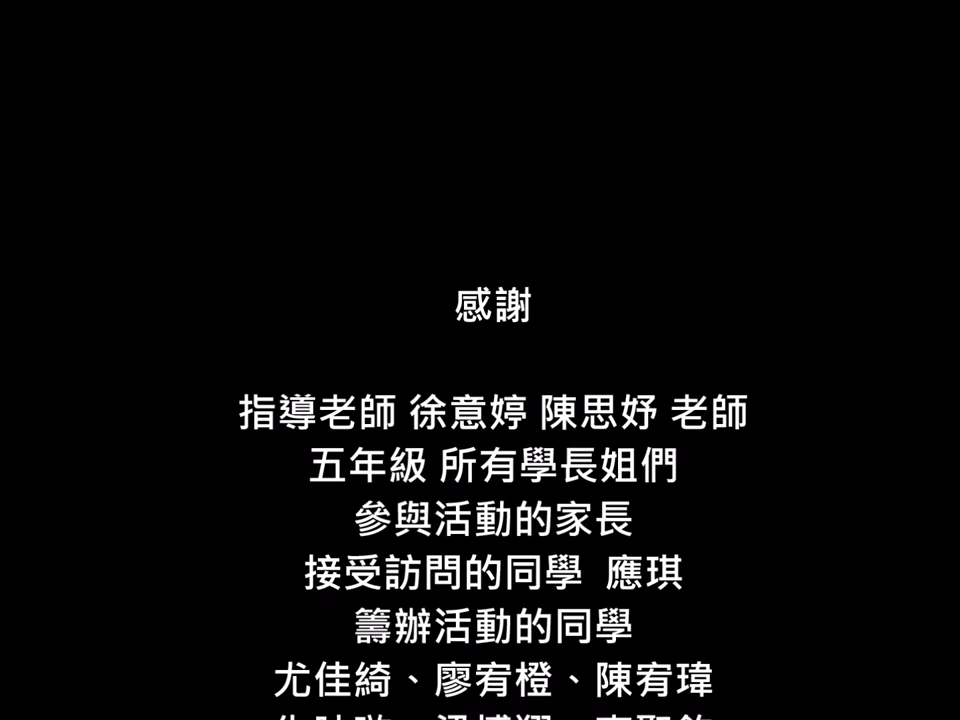 感謝
指導老師 徐意婷 陳思妤 老師
五年級 所有學長姐們
參與活動的家長
接受訪問的同學 應琪
籌辦活動的同學
尤佳綺、廖宥橙、陳宥瑋